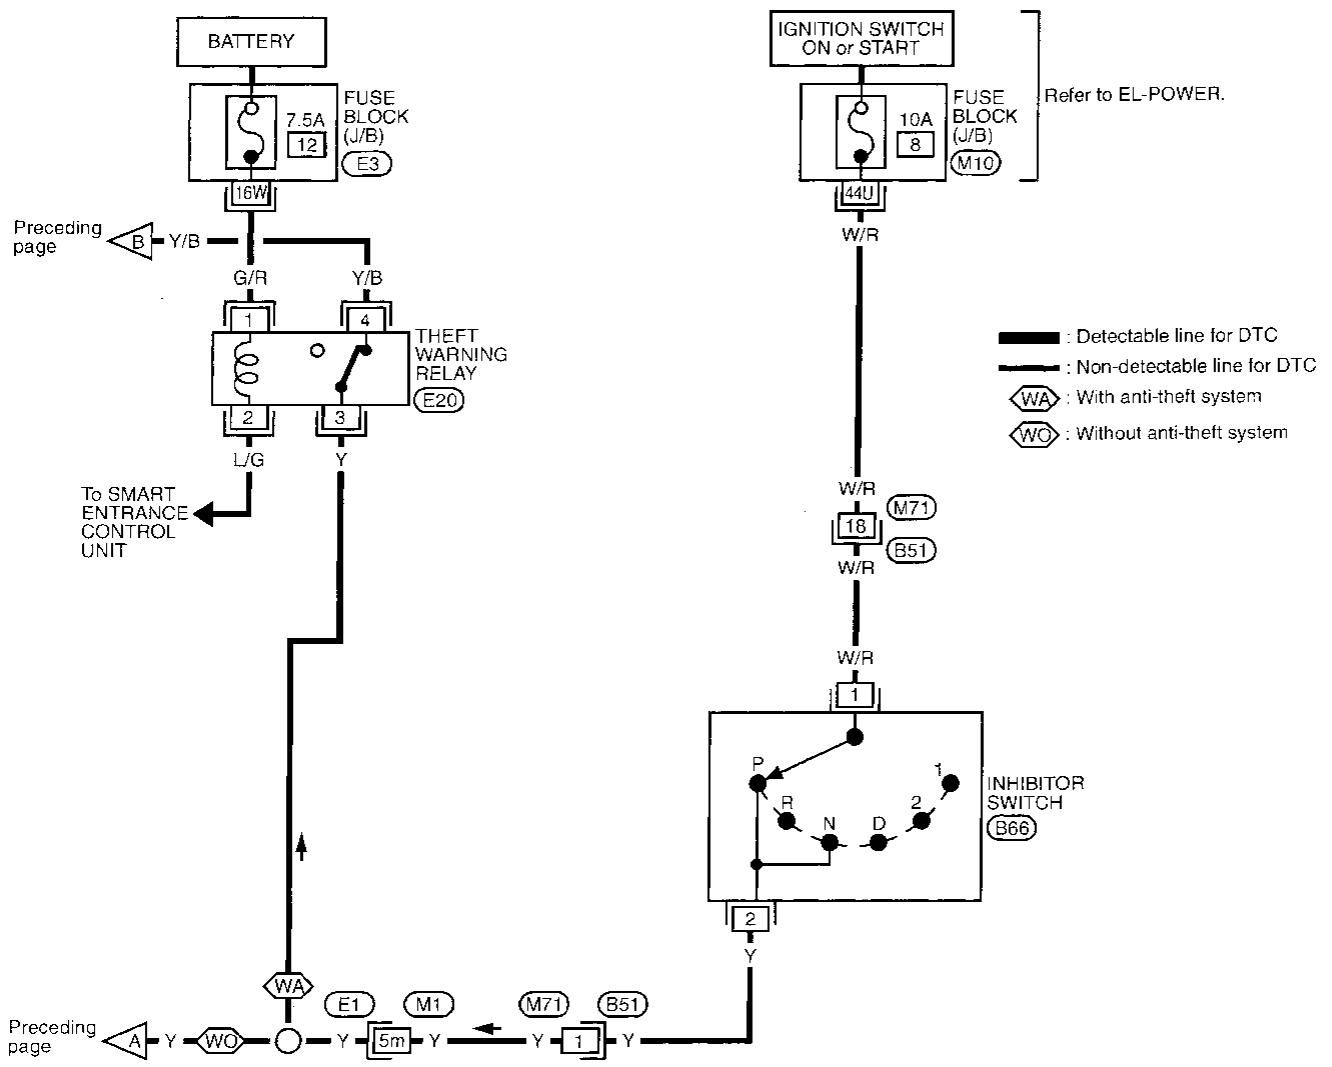 BATTERY
IGNITION SWITCH
ON or START
FUSE
BLOCK
(J/B)
7.5A
12
E3
16W
FUSE
BLOCK
(J/B)
10A
8
M10
44U
Refer to EL-POWER.
Preceding
page
B
Y/B
G/R
Y/B
W/R
1
4
THEFT
WARNING
RELAY
E20
2
3
L/G
Y
To SMART
ENTRANCE
CONTROL
UNIT
: Detectable line for DTC
: Non-detectable line for DTC
WA
: With anti-theft system
WO
: Without anti-theft system
W/R
M71
18
B51
W/R
W/R
1
P
R
N
D
2
1
INHIBITOR
SWITCH
B66
2
Y
WA
E1
M1
M71
B51
Preceding
page
A
Y
WO
Y
5m
Y
Y
1
Y